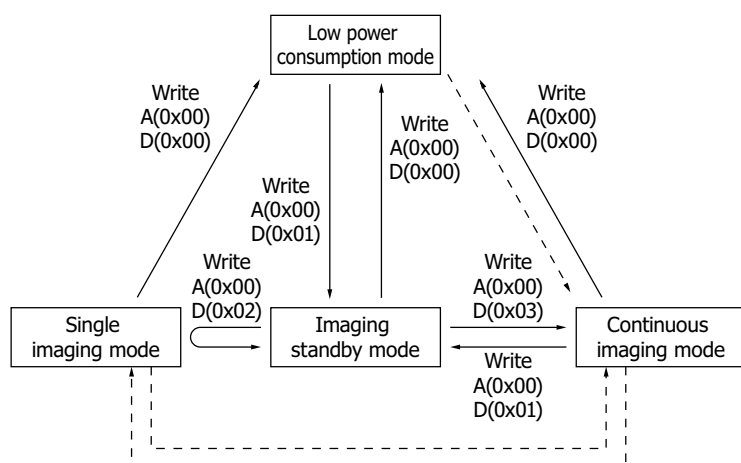 Low power
consumption mode
Write
A(0x00)
D(0x00)
Write
A(0x00)
D(0x00)
Write
A(0x00)
D(0x00)
Write
A(0x00)
D(0x01)
Write
A(0x00)
D(0x02)
Write
A(0x00)
D(0x03)
Single
imaging mode
Imaging
standby mode
Continuous
imaging mode
Write
A(0x00)
D(0x01)